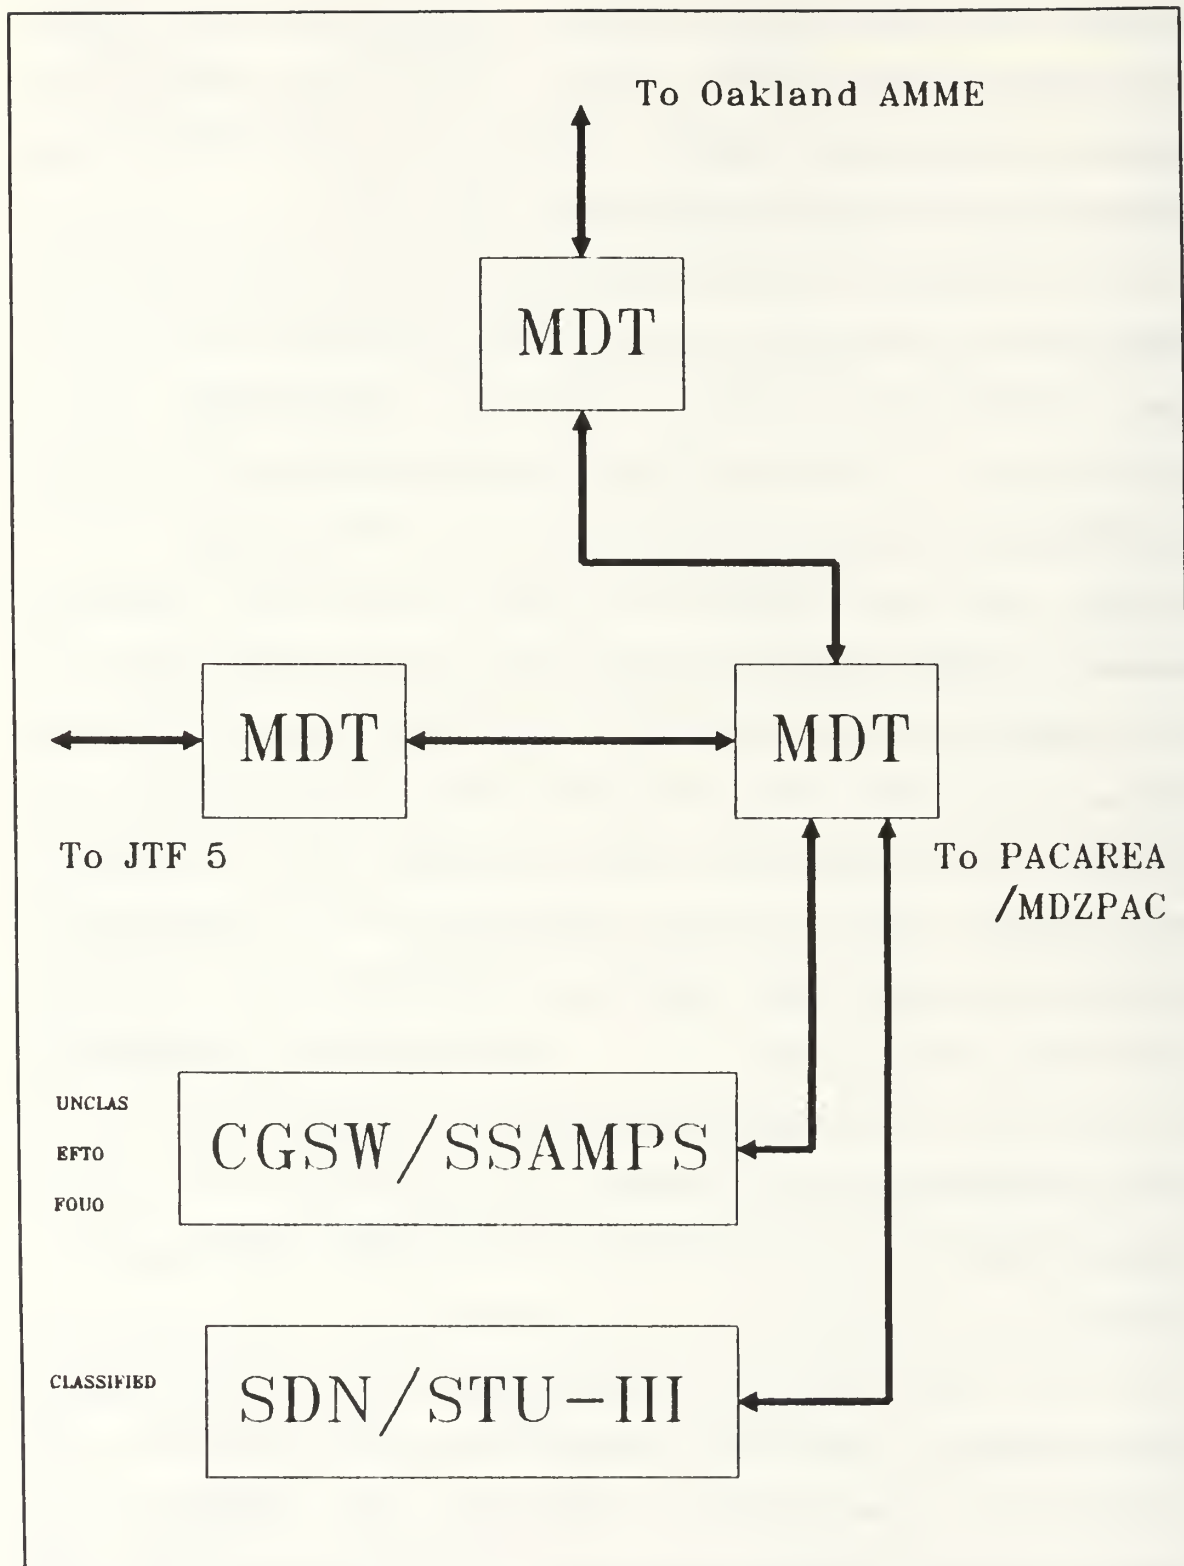 To Oakland AMME
MDT
MDT
MDT
To JTF 5
To PACAREA
/MDZPAC
UNCLAS
EFTO
FOUO
CGSW/SSAMPS
CLASSIFIED
SDN/STU-III